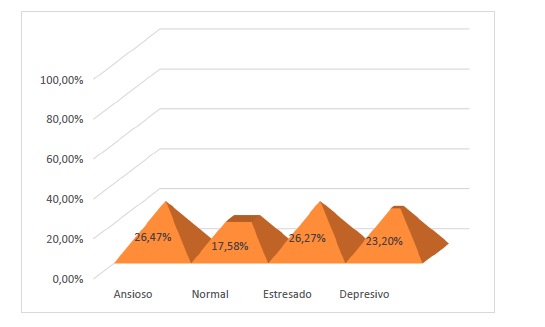 100,00%
80,00%
60,00%
40,00%
20,00%
0,00%
26,47%
17,58%
26,27%
23,20%
Ansioso
Normal
Estresado
Depresivo